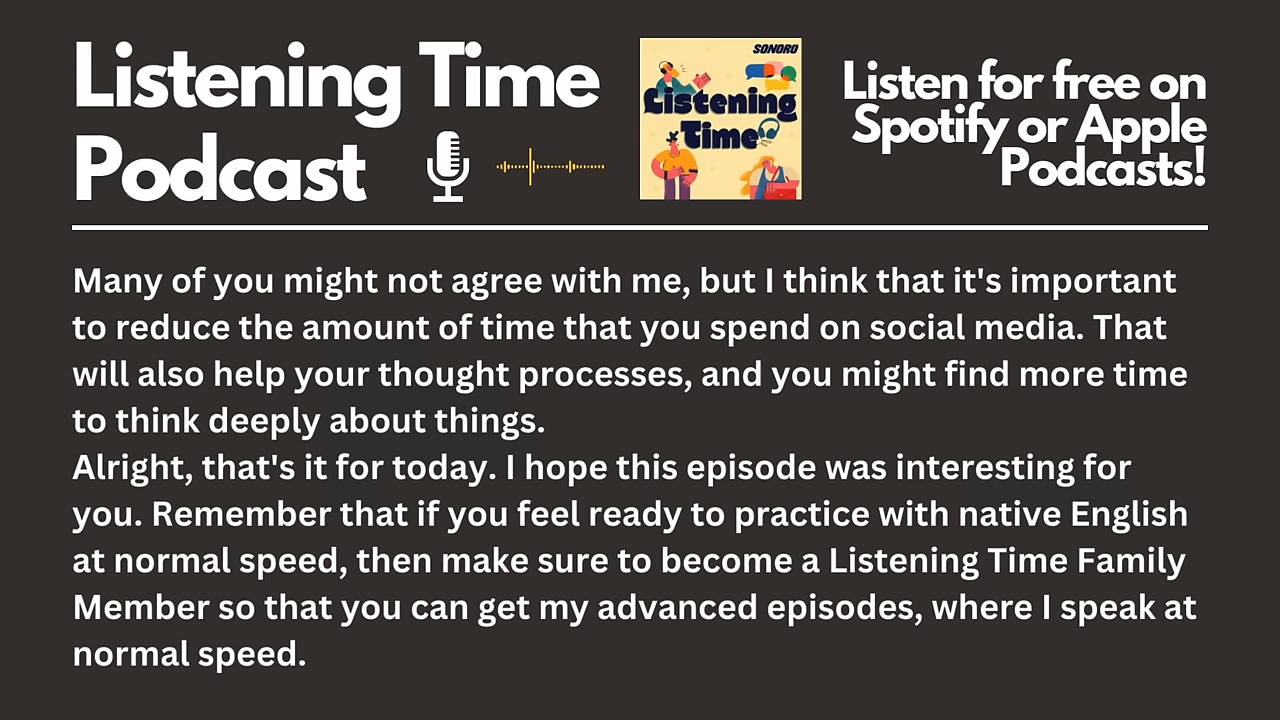 Listening Time
Podcast
SONORO
Listening
Time
Listen for free on
Spotify or Apple
Podcasts!
Many of you might not agree with me, but I think that it's important
to reduce the amount of time that you spend on social media. That
will also help your thought processes, and you might find more time
to think deeply about things.
Alright, that's it for today. I hope this episode was interesting for
you. Remember that if you feel ready to practice with native English
at normal speed, then make sure to become a Listening Time Family
Member so that you can get my advanced episodes, where I speak at
normal speed.